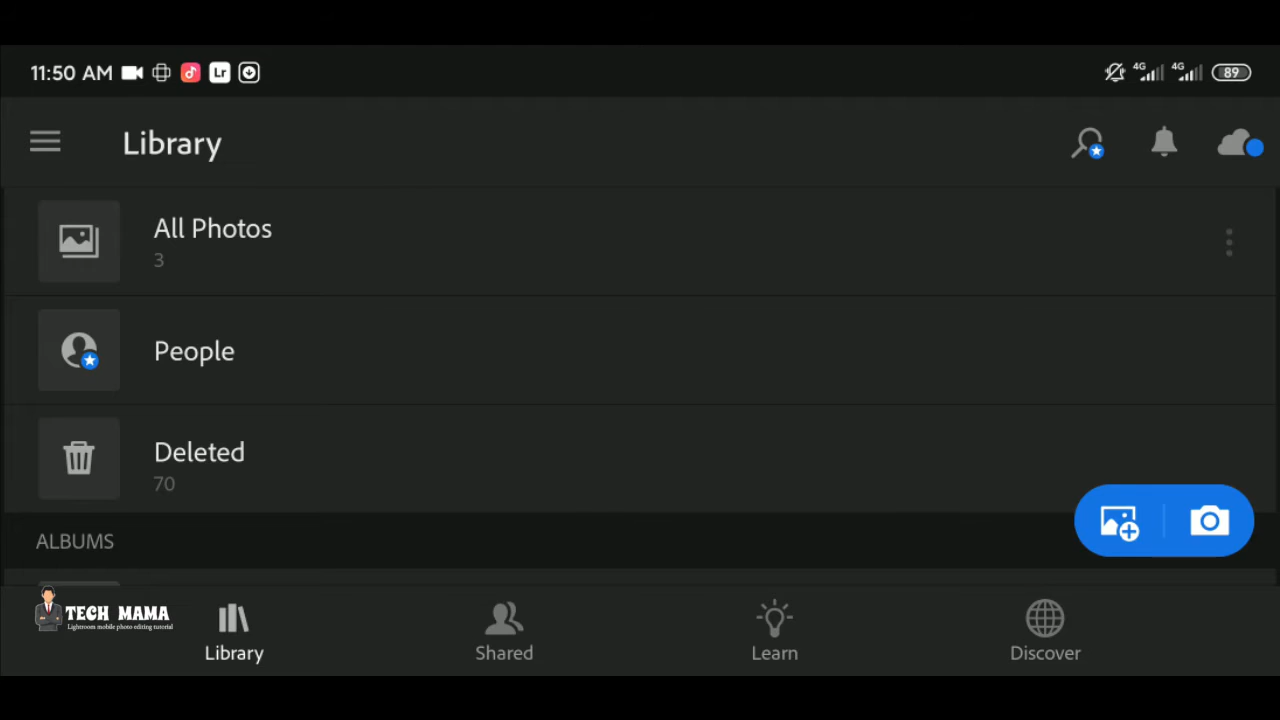 11:50 AM Lr 4G 4G 89
Library
All Photos
3
People
Deleted
70
ALBUMS
TECH MAMA
Lightroom mobile photo editing tutorial
Library Shared Learn Discover